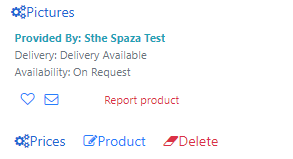 Pictures
Provided By: Sthe Spaza Test
Delivery: Delivery Available
Availability: On Request
Report product
Prices Product Delete